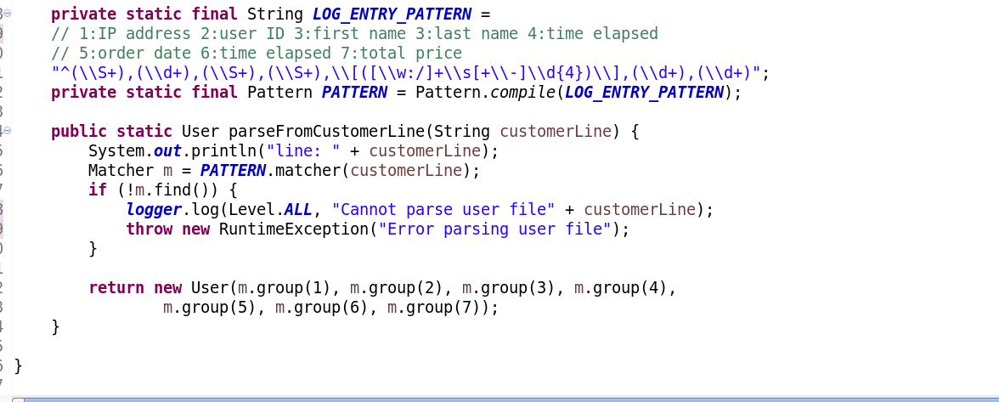 private static final String LOG_ENTRY_PATTERN =
// 1:IP address 2:user ID 3:first name 3:last name 4:time elapsed
// 5:order date 6:time elapsed 7:total price
"^(\\S+),(\\d+),(\\S+),(\\S+),\\[([\\w:/]+\\s[+\\-]\\d{4})\\],(\\d+),(\\d+)";
private static final Pattern PATTERN = Pattern.compile(LOG_ENTRY_PATTERN);
public static User parseFromCustomerLine(String customerLine) {
System.out.println("line: " + customerLine);
Matcher m = PATTERN.matcher(customerLine);
if (!m.find()) {
logger.log(Level.ALL, "Cannot parse user file" + customerLine);
throw new RuntimeException("Error parsing user file");
}
return new User(m.group(1), m.group(2), m.group(3), m.group(4),
m.group(5), m.group(6), m.group(7));
}
}